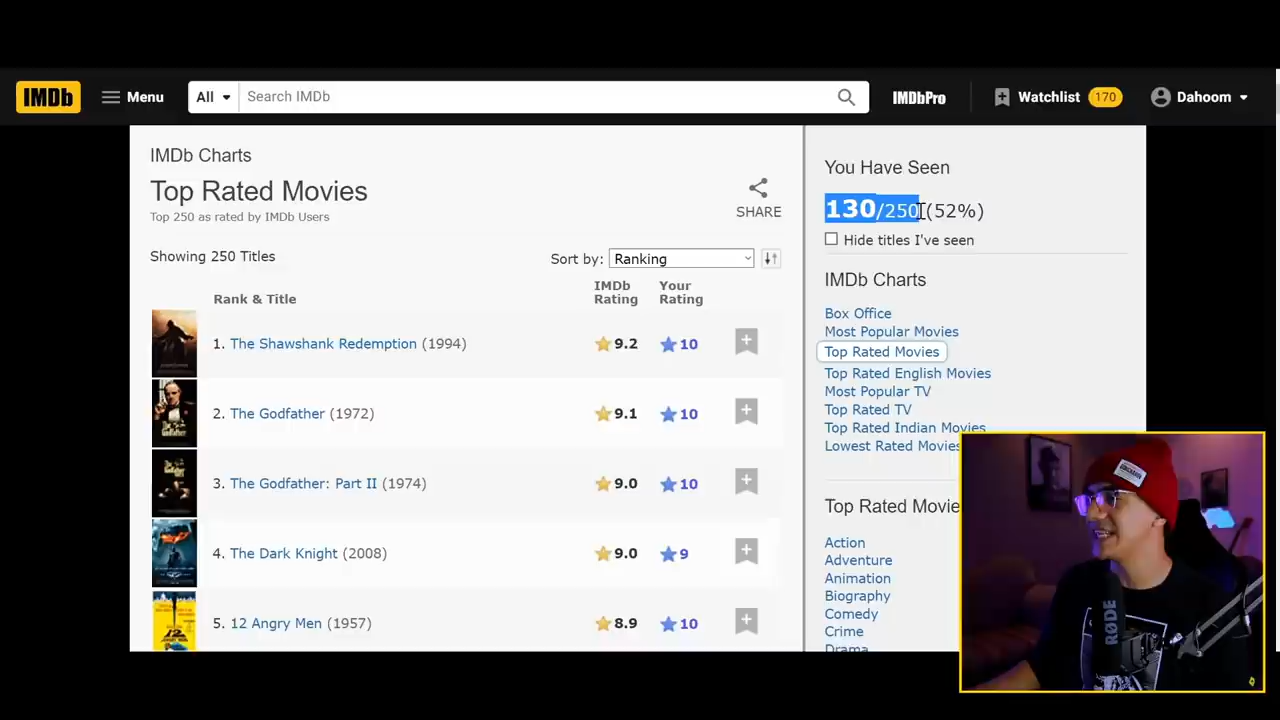 IMDb
Menu
All
Search IMDb
IMDbPro
Watchlist 170
Dahoom
IMDb Charts
Top Rated Movies
Top 250 as rated by IMDb Users
SHARE
Showing 250 Titles
Sort by: Ranking
Rank & Title
IMDb Rating
Your Rating
1. The Shawshank Redemption (1994) 9.2 10
2. The Godfather (1972) 9.1 10
3. The Godfather: Part II (1974) 9.0 10
4. The Dark Knight (2008) 9.0 9
5. 12 Angry Men (1957) 8.9 10
You Have Seen
130/250 (52%)
Hide titles I've seen
IMDb Charts
Box Office
Most Popular Movies
Top Rated Movies
Top Rated English Movies
Most Popular TV
Top Rated TV
Top Rated Indian Movies
Lowest Rated Movies
Top Rated Movie
Action
Adventure
Animation
Biography
Comedy
Crime
Drama
RØDE